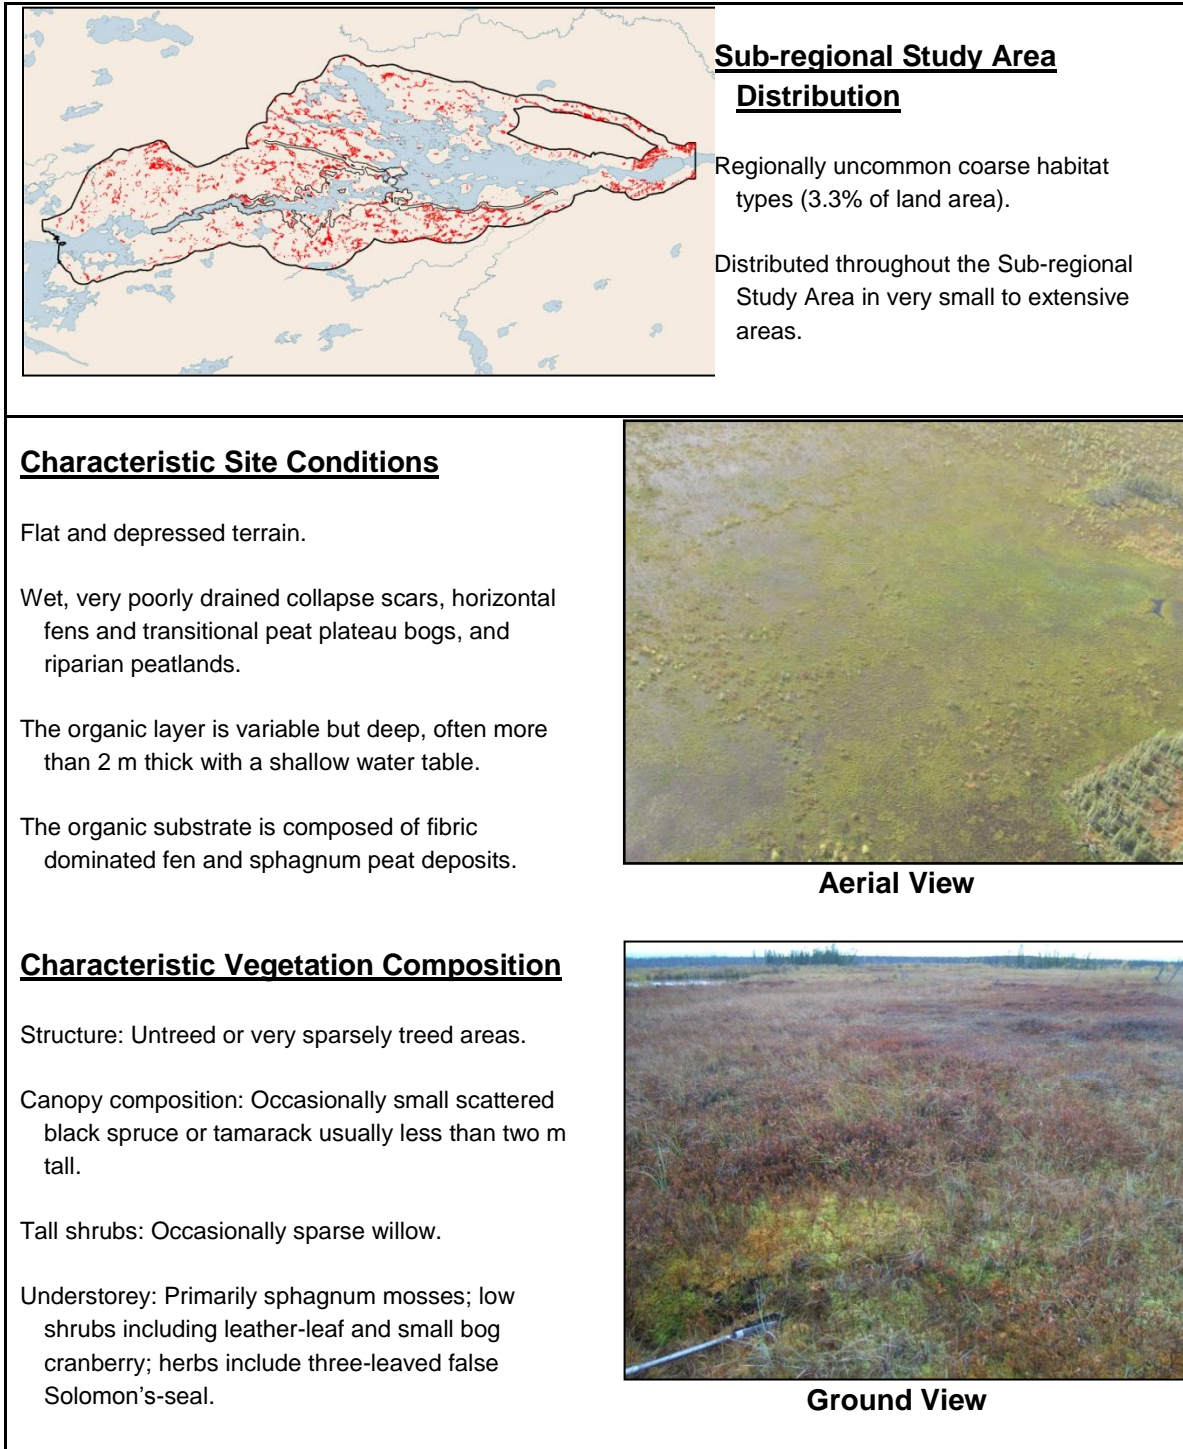 Sub-regional Study Area
Distribution
Regionally uncommon coarse habitat
types (3.3% of land area).
Distributed throughout the Sub-regional
Study Area in very small to extensive
areas.
Characteristic Site Conditions
Flat and depressed terrain.
Wet, very poorly drained collapse scars, horizontal
fens and transitional peat plateau bogs, and
riparian peatlands.
The organic layer is variable but deep, often more
than 2 m thick with a shallow water table.
The organic substrate is composed of fibric
dominated fen and sphagnum peat deposits.
Aerial View
Characteristic Vegetation Composition
Structure: Untreed or very sparsely treed areas.
Canopy composition: Occasionally small scattered
black spruce or tamarack usually less than two m
tall.
Tall shrubs: Occasionally sparse willow.
Understorey: Primarily sphagnum mosses; low
shrubs including leather-leaf and small bog
cranberry; herbs include three-leaved false
Solomon's-seal.
Ground View